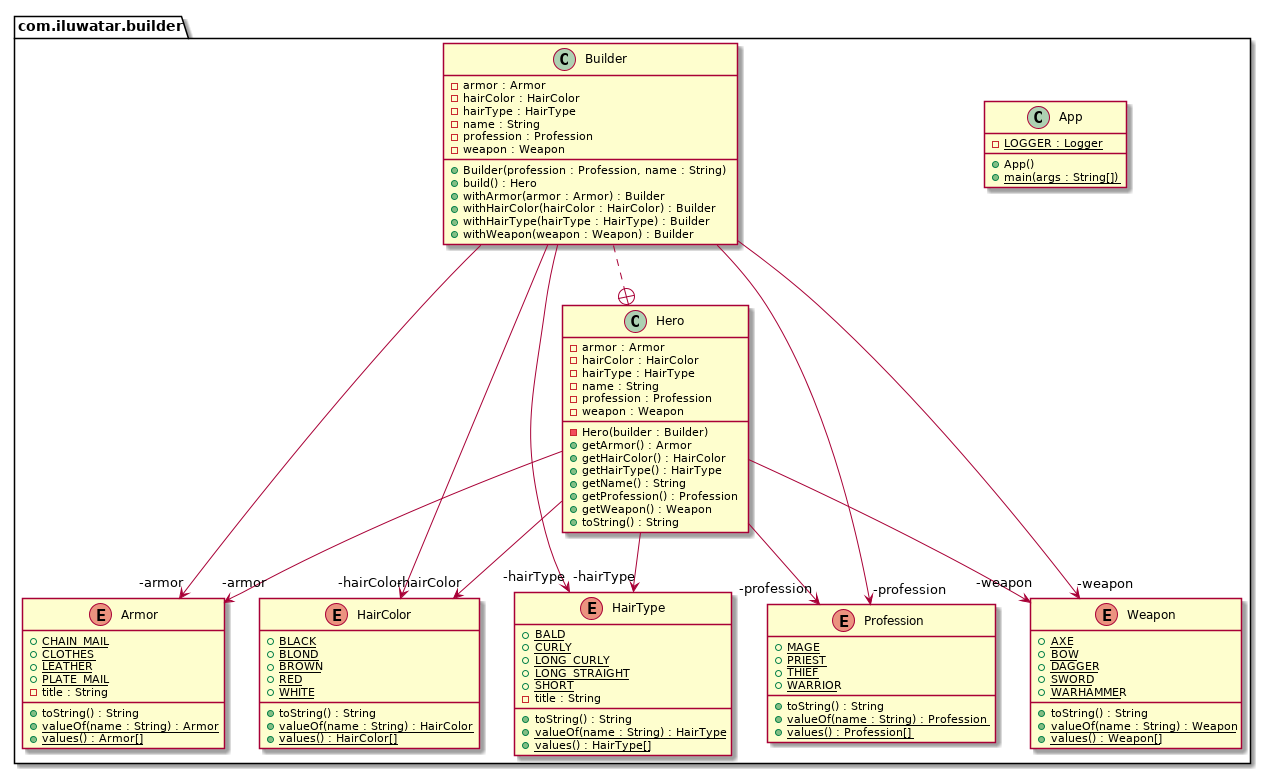 com.iluwatar.builder
C Builder
armor : Armor
hairColor : HairColor
hairType : HairType
name : String
profession : Profession
weapon : Weapon
Builder(profession : Profession, name : String)
build() : Hero
withArmor(armor : Armor) : Builder
withHairColor(hairColor : HairColor) : Builder
withHairType(hairType : HairType) : Builder
withWeapon(weapon : Weapon) : Builder
C App
LOGGER : Logger
App()
main(args : String[])
C Hero
armor : Armor
hairColor : HairColor
hairType : HairType
name : String
profession : Profession
weapon : Weapon
Hero(builder : Builder)
getArmor() : Armor
getHairColor() : HairColor
getHairType() : HairType
getName() : String
getProfession() : Profession
getWeapon() : Weapon
toString() : String
-armor
-armor
-hairColor
-hairColor
-hairType
-hairType
-profession
-profession
-weapon
-weapon
E Armor
CHAIN_MAIL
CLOTHES
LEATHER
PLATE_MAIL
title : String
toString() : String
valueOf(name : String) : Armor
values() : Armor[]
E HairColor
BLACK
BLOND
BROWN
RED
WHITE
toString() : String
valueOf(name : String) : HairColor
values() : HairColor[]
E HairType
BALD
CURLY
LONG_CURLY
LONG_STRAIGHT
SHORT
title : String
toString() : String
valueOf(name : String) : HairType
values() : HairType[]
E Profession
MAGE
PRIEST
THIEF
WARRIOR
toString() : String
valueOf(name : String) : Profession
values() : Profession[]
E Weapon
AXE
BOW
DAGGER
SWORD
WARHAMMER
toString() : String
valueOf(name : String) : Weapon
values() : Weapon[]